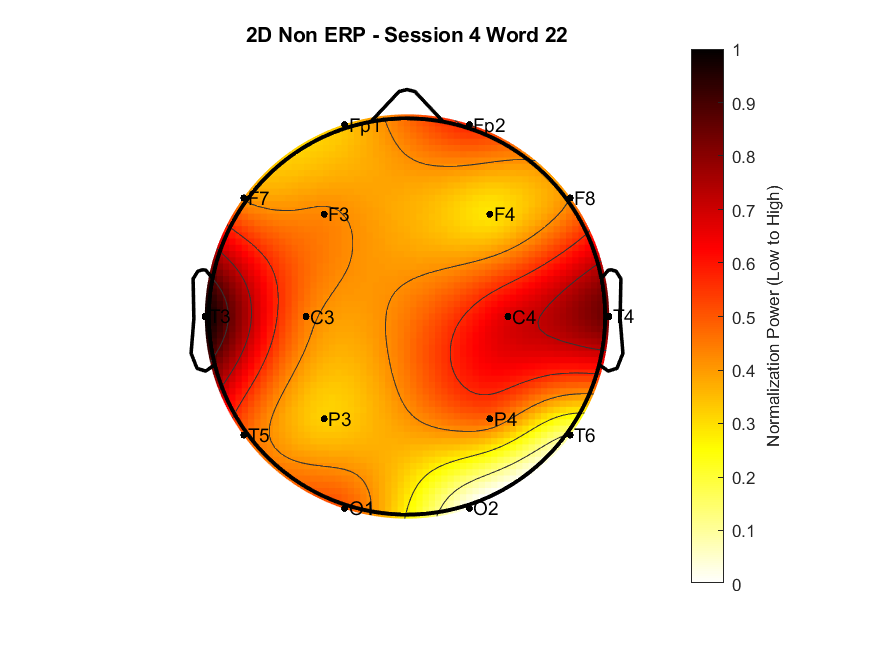 2D Non ERP - Session 4 Word 22
Fp1 Fp2
F7 F8
F3 F4
T3 C3 C4 T4
P3 P4
T5 T6
O1 O2
1
0.9
0.8
0.7
0.6
0.5
0.4
0.3
0.2
0.1
0
Normalization Power (Low to High)